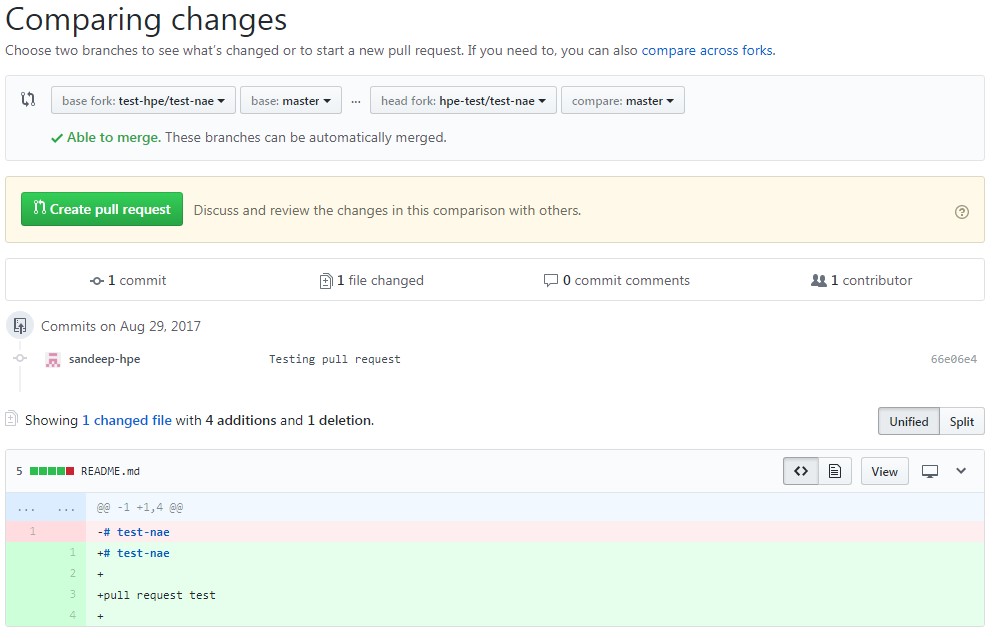 Comparing changes
Choose two branches to see what's changed or to start a new pull request. If you need to, you can also compare across forks.
base fork: test-hpe/test-nae base: master ... head fork: hpe-test/test-nae compare: master
Able to merge. These branches can be automatically merged.
Create pull request Discuss and review the changes in this comparison with others.
1 commit 1 file changed 0 commit comments 1 contributor
Commits on Aug 29, 2017
sandeep-hpe Testing pull request 66e06e4
Showing 1 changed file with 4 additions and 1 deletion. Unified Split
5 README.md <> View
... ... @@ -1 +1,4 @@
1 -# test-nae
1 +# test-nae
2 +
3 +pull request test
4 +